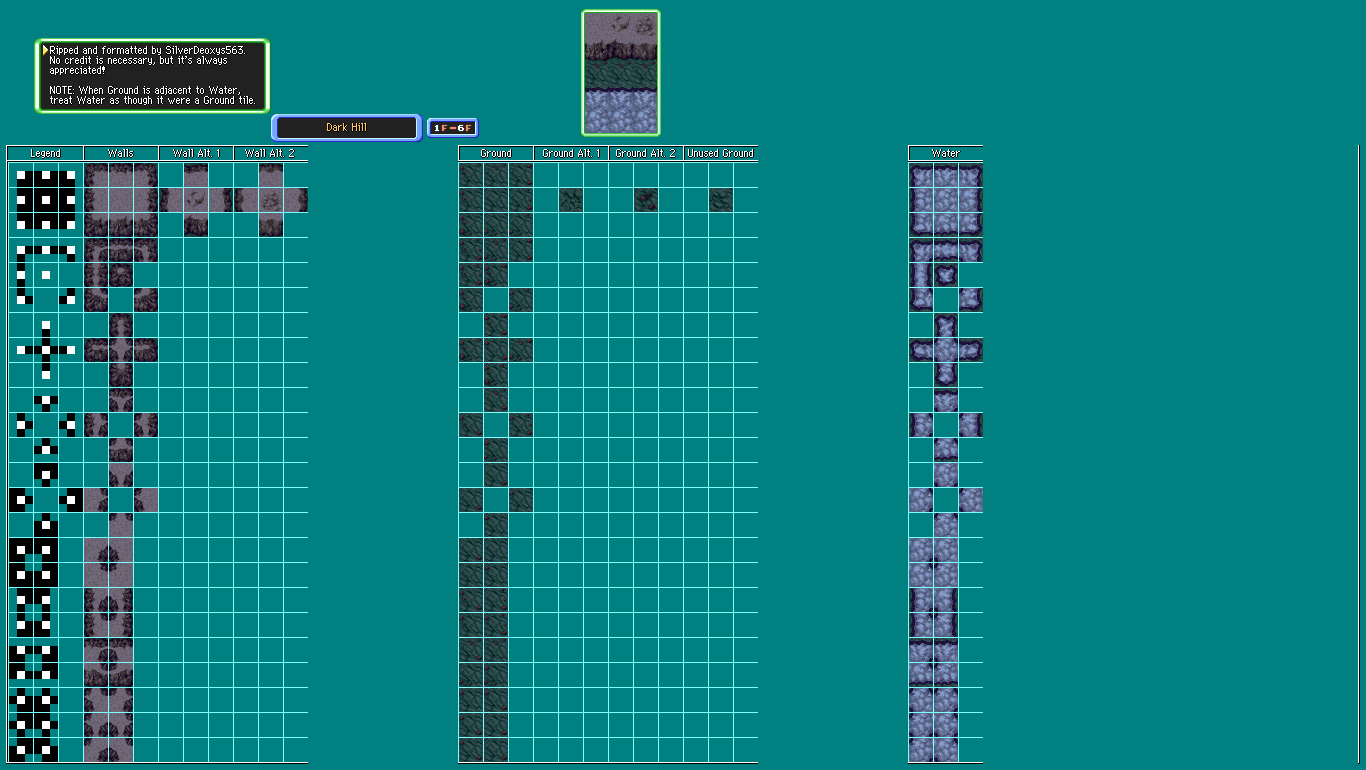 Ripped and formatted by SilverDeoxys563.
No credit is necessary, but it's always
appreciated!
NOTE: When Ground is adjacent to Water,
treat Water as though it were a Ground tile.
Dark Hill
1F-6F
Legend
Walls
Wall Alt. 1
Wall Alt. 2
Ground
Ground Alt. 1
Ground Alt. 2
Unused Ground
Water